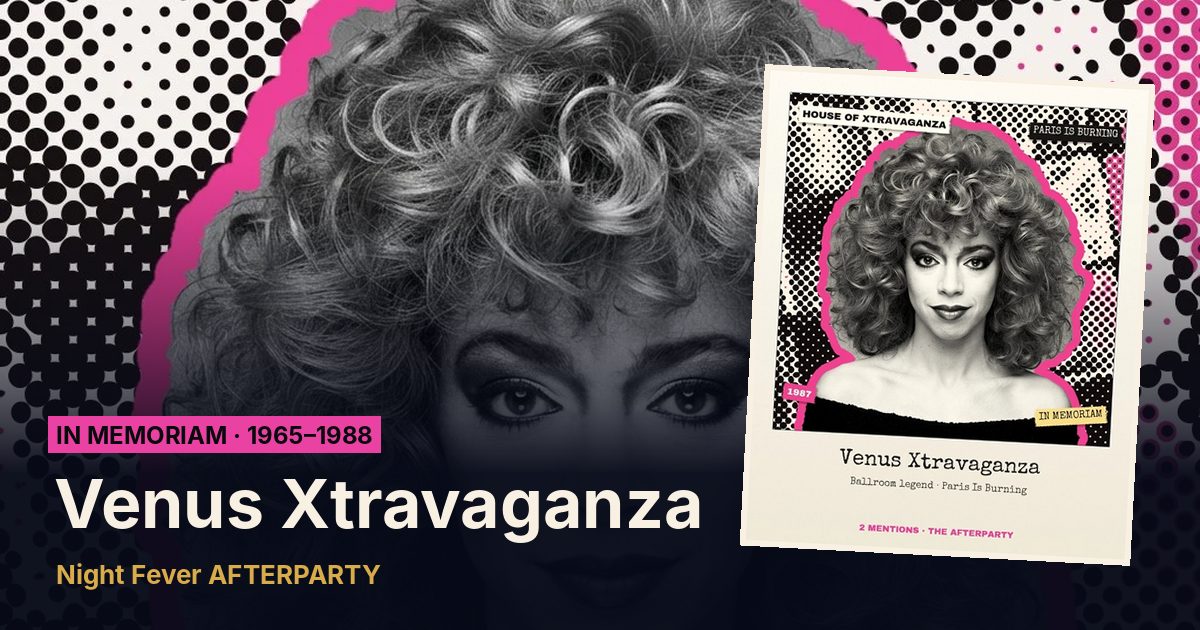 IN MEMORIAM · 1965–1988
Venus Xtravaganza
Night Fever AFTERPARTY
HOUSE OF XTRAVAGANZA
PARIS IS BURNING
1987
IN MEMORIAM
Venus Xtravaganza
Ballroom legend · Paris Is Burning
2 MENTIONS · THE AFTERPARTY